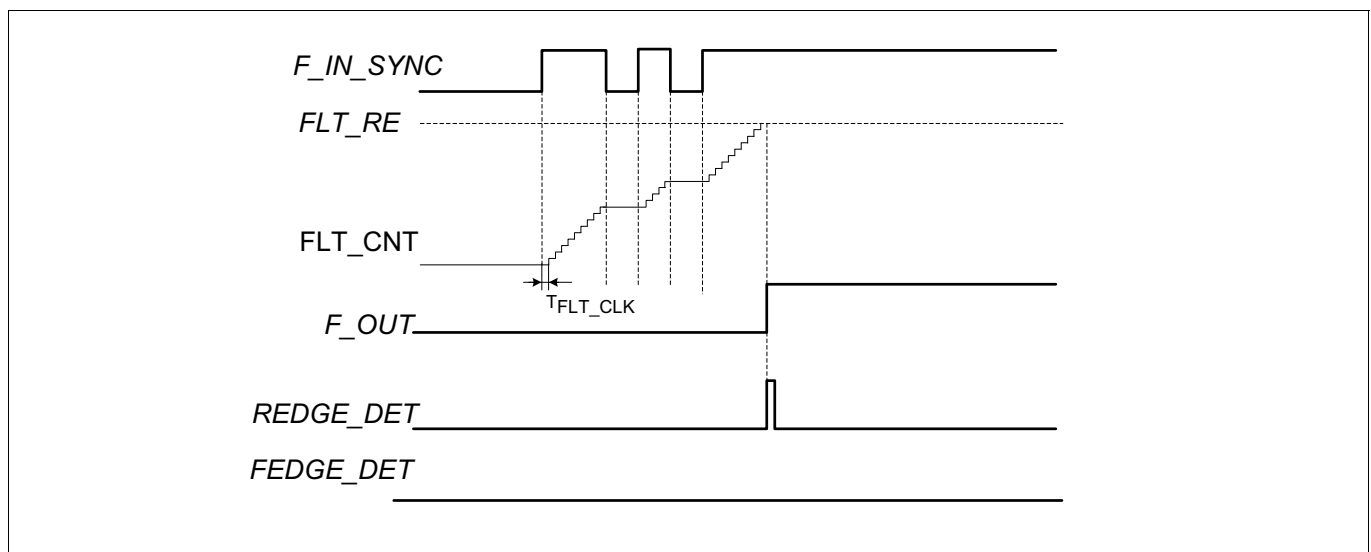 F_IN_SYNC
FLT_RE
FLT_CNT
TFLT_CLK
F_OUT
REDGE_DET
FEDGE_DET